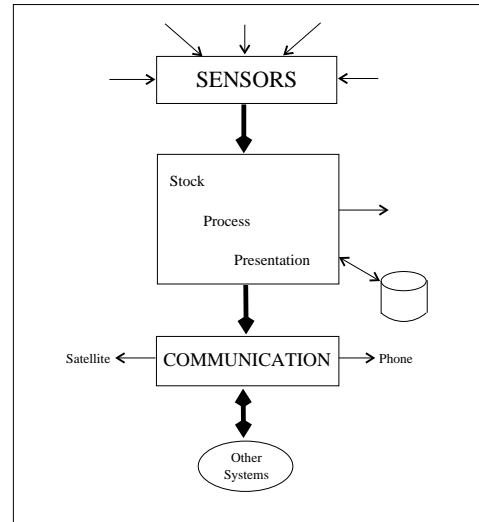 SENSORS
Stock
Process
Presentation
Satellite
COMMUNICATION
Phone
Other
Systems